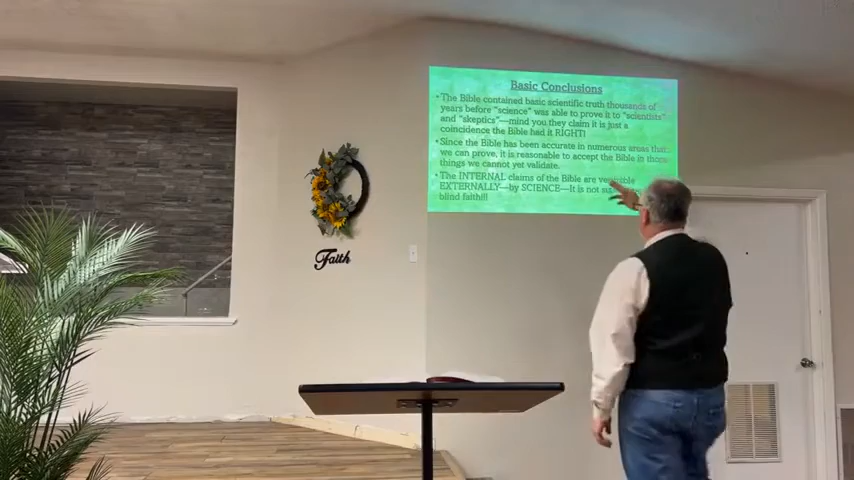 Basic Conclusions
•The Bible contained basic scientific truth thousands of
years before "science" was able to prove it to "scientists"
and "skeptics"—mind you they claim it is just a
coincidence that the Bible had it RIGHT!
•Since the Bible has been accurate in numerous areas that
we can prove, it is reasonable to accept the Bible in those
things we cannot yet validate.
•The INTERNAL claims of the Bible are verifiable
EXTERNALLY—by SCIENCE—it is not
blind faith!!!
Faith